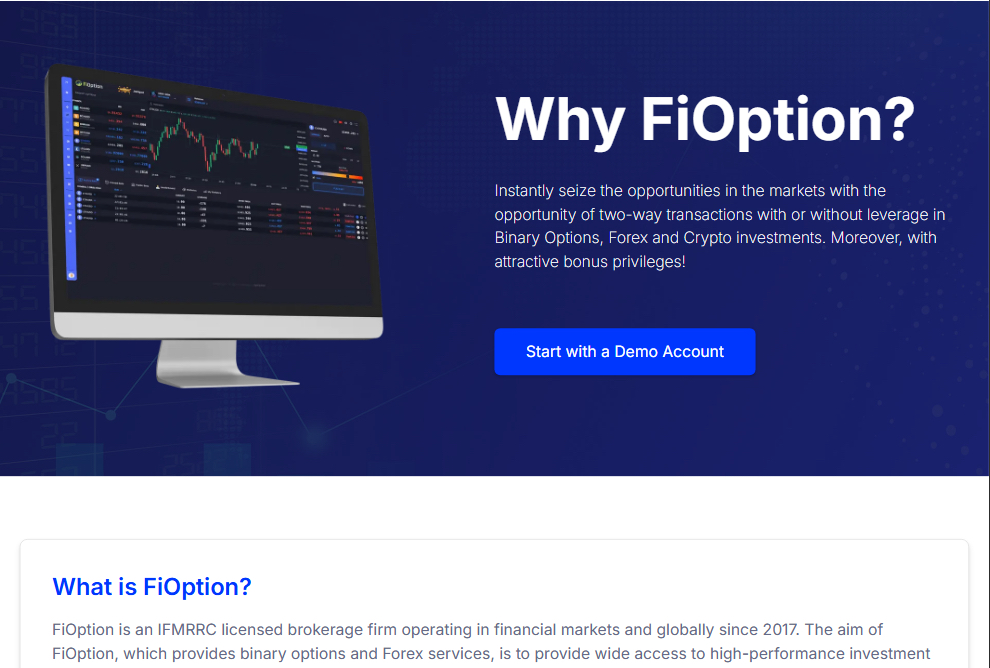 FiOption
Why FiOption?
Instantly seize the opportunities in the markets with the
opportunity of two-way transactions with or without leverage in
Binary Options, Forex and Crypto investments. Moreover, with
attractive bonus privileges!
Start with a Demo Account
What is FiOption?
FiOption is an IFMRRC licensed brokerage firm operating in financial markets and globally since 2017. The aim of
FiOption, which provides binary options and Forex services, is to provide wide access to high-performance investment